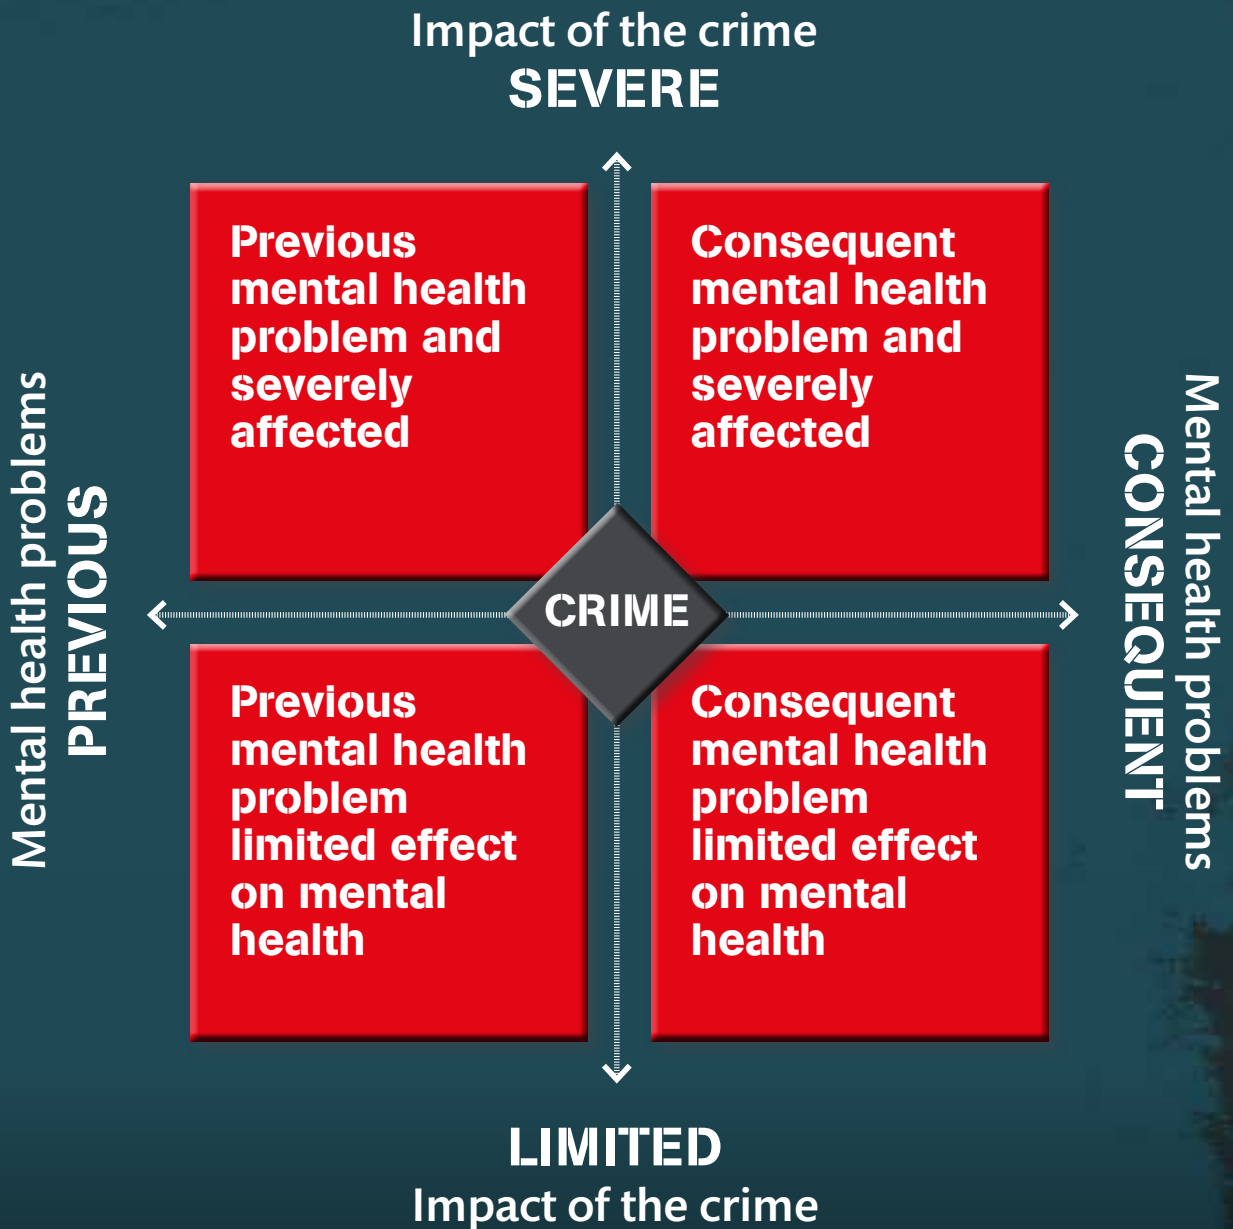 Impact of the crime
SEVERE
Previous
mental health
problem and
severely
affected
Consequent
mental health
problem and
severely
affected
Mental health problems
PREVIOUS
CRIME
CONSEQUENT
Mental health problems
Previous
mental health
problem
limited effect
on mental
health
Consequent
mental health
problem
limited effect
on mental
health
LIMITED
Impact of the crime